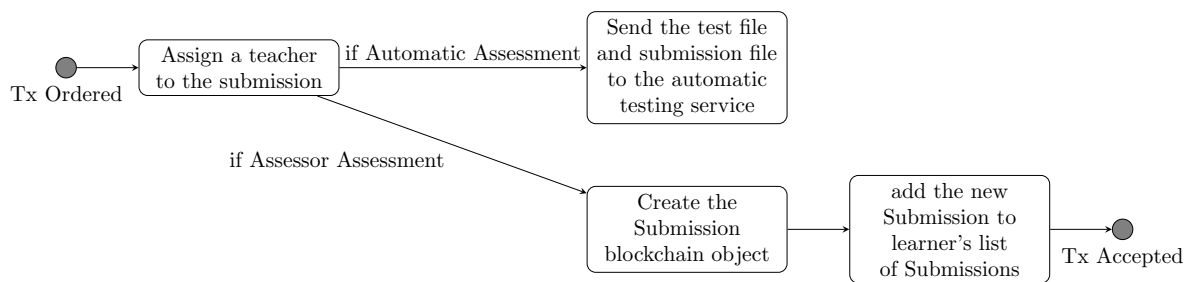 Tx Ordered
Assign a teacher
to the submission
if Automatic Assessment
Send the test file
and submission file
to the automatic
testing service
if Assessor Assessment
Create the
Submission
blockchain object
add the new
Submission to
learner's list
of Submissions
Tx Accepted